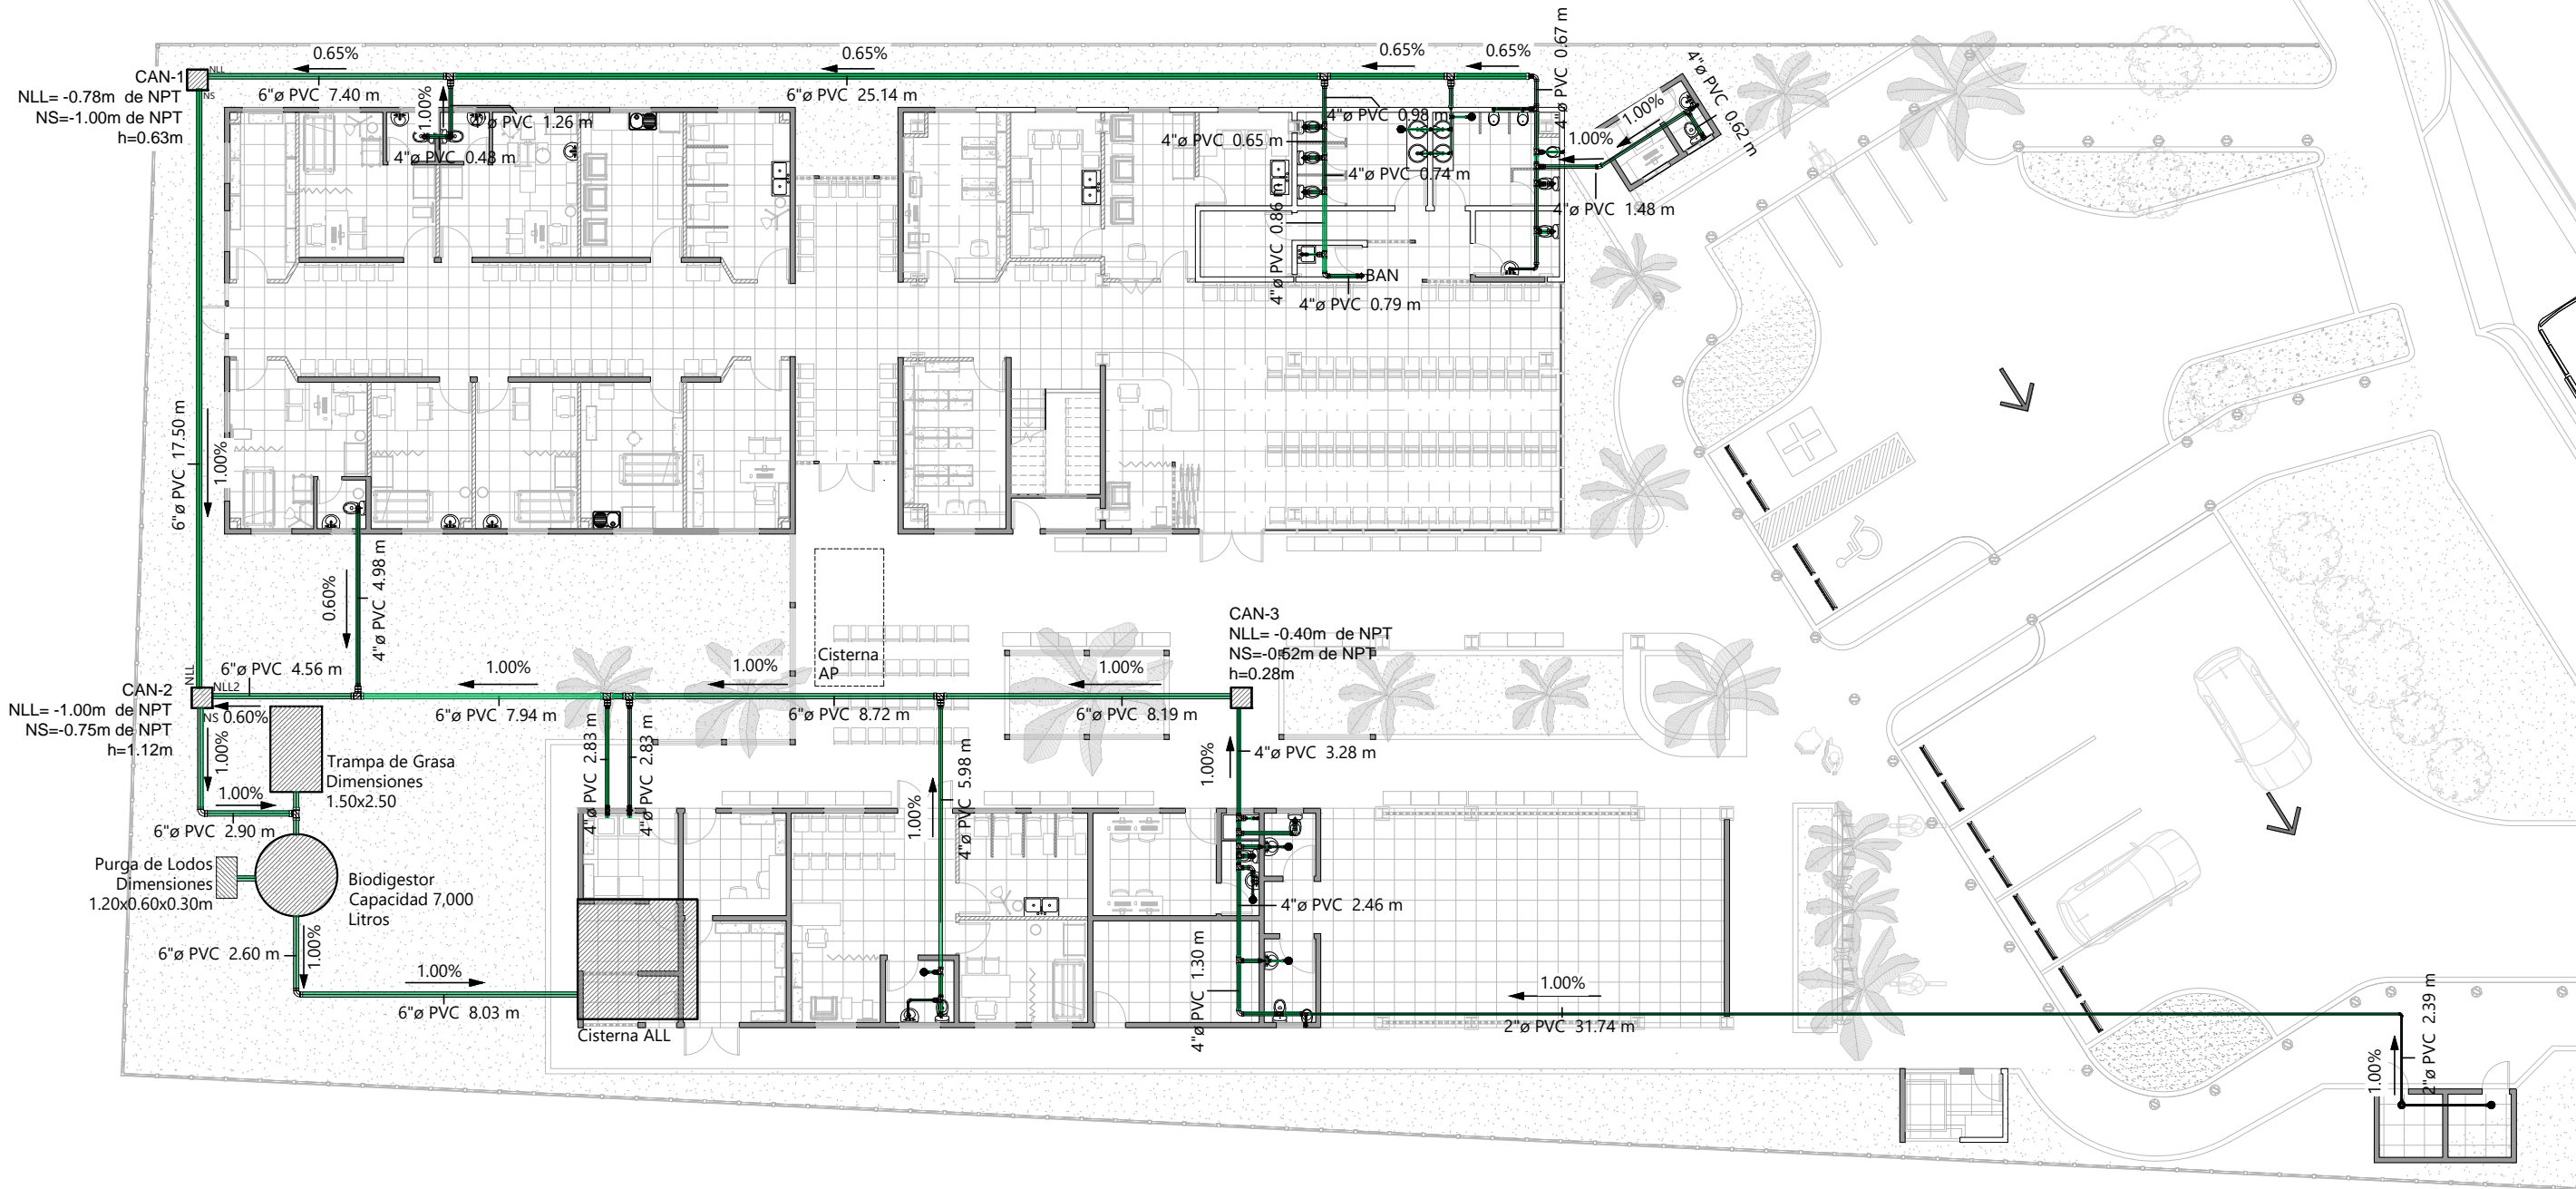 0.65%
0.65%
0.65%
0.65%
4"ø PVC  0.67 m
CAN-1
NLL
NLL= -0.78m  de NPT
NS
NS=-1.00m de NPT
h=0.63m
6"ø PVC  7.40 m
6"ø PVC  25.14 m
1.00%
4"ø PVC  1.26 m
4"ø PVC  0.48 m
4"ø PVC  0.98 m
4"ø PVC  0.65 m
4"ø PVC  0.74 m
4"ø PVC  0.86 m
BAN
4"ø PVC  0.79 m
1.00%
1.00%
4"ø PVC  0.62 m
4"ø PVC  1.48 m
6"ø PVC  17.50 m
1.00%
0.60%
4"ø PVC  4.98 m
CAN-3
NLL= -0.40m  de NPT
NS=-0.52m de NPT
h=0.28m
Cisterna
AP
NLL
6"ø PVC  4.56 m
1.00%
1.00%
1.00%
CAN-2
NLL2
NLL= -1.00m  de NPT
NS
0.60%
NS=-0.75m de NPT
h=1.12m
6"ø PVC  7.94 m
6"ø PVC  8.72 m
6"ø PVC  8.19 m
1.00%
4"ø PVC  2.83 m
4"ø PVC  2.83 m
1.00%
4"ø PVC  5.98 m
1.00%
4"ø PVC  3.28 m
Trampa de Grasa
Dimensiones
1.50x2.50
1.00%
6"ø PVC  2.90 m
Purga de Lodos
Dimensiones
1.20x0.60x0.30m
Biodigestor
Capacidad 7,000
Litros
4"ø PVC  2.46 m
4"ø PVC  1.30 m
6"ø PVC  2.60 m
1.00%
1.00%
6"ø PVC  8.03 m
Cisterna ALL
1.00%
2"ø PVC  31.74 m
1.00%
2"ø PVC  2.39 m